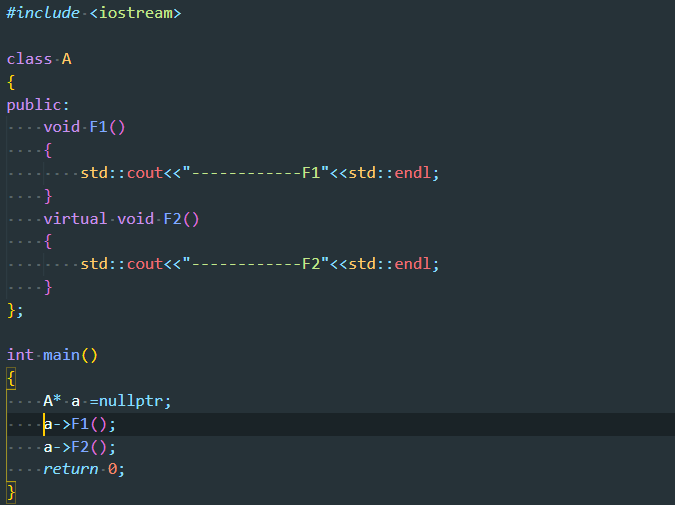 #include <iostream>
class A
{
public:
void F1()
{
std::cout<<"------------F1"<<std::endl;
}
virtual void F2()
{
std::cout<<"------------F2"<<std::endl;
}
};
int main()
{
A* a =nullptr;
a->F1();
a->F2();
return 0;
}